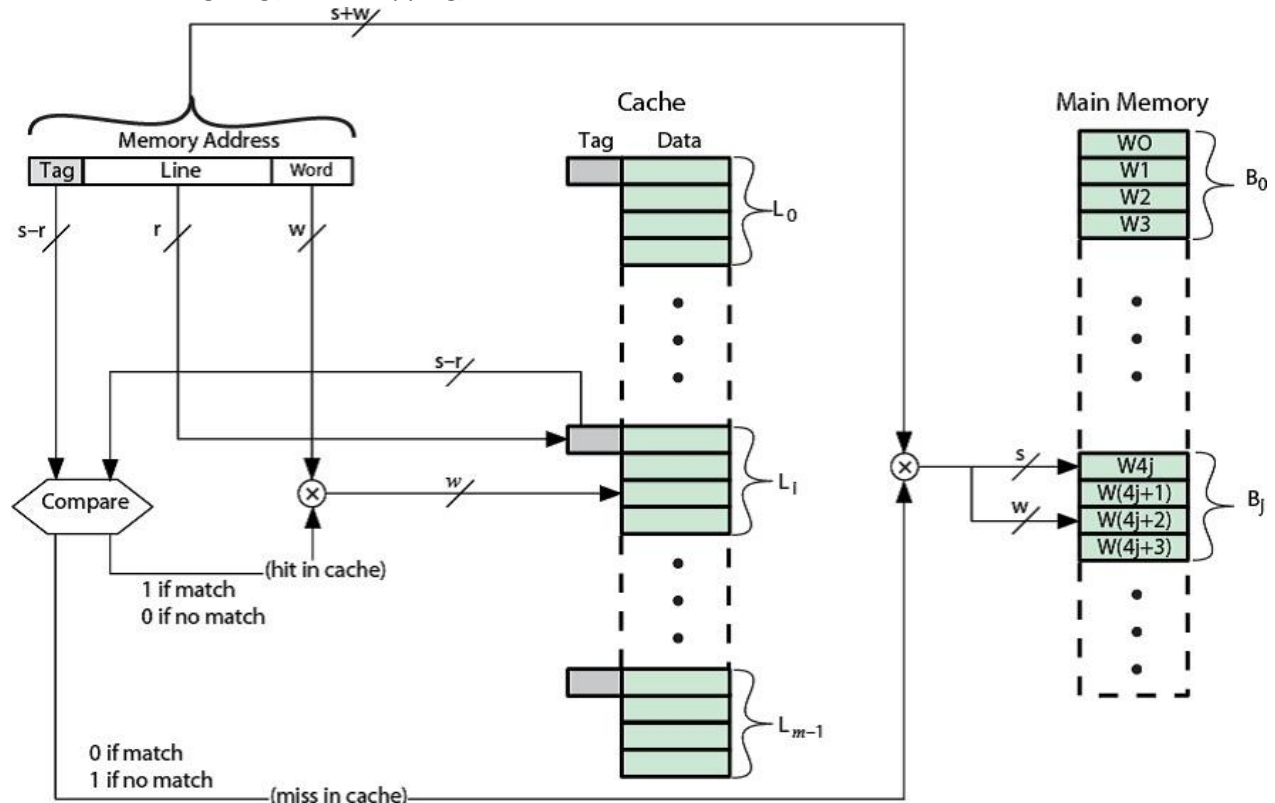 s+w
Cache
Main Memory
Memory Address
Tag Data
Tag Line Word
W0
W1
W2
W3
B0
L0
s–r
r
w
s–r
Compare
w
Li
s
w
W4j
W(4j+1)
W(4j+2)
W(4j+3)
Bj
(hit in cache)
1 if match
0 if no match
Lm–1
0 if match
1 if no match
(miss in cache)